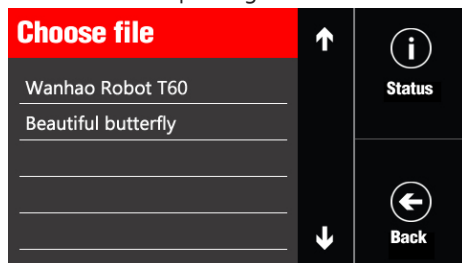 Choose file
Wanhao Robot T60
Beautiful butterfly
Status
Back